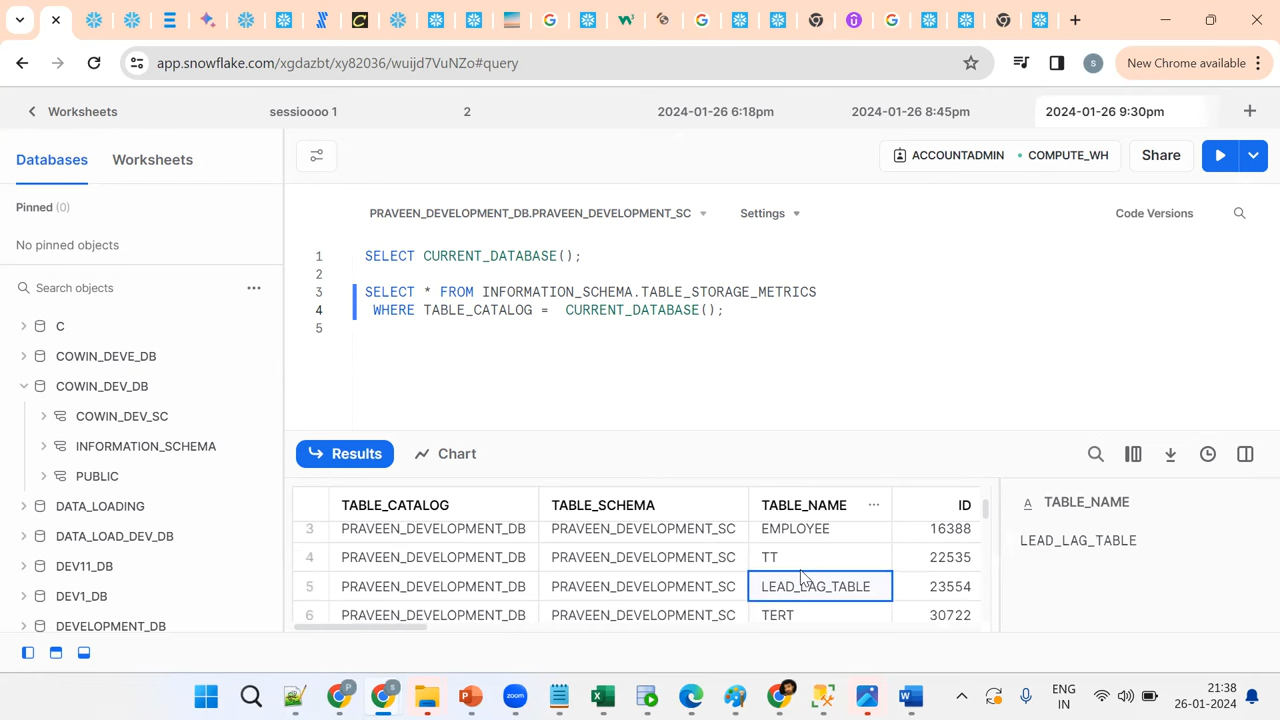 app.snowflake.com/xgdazbt/xy82036/wuijd7VuNZo#query
S
New Chrome available
Worksheets
sessioooo 1
2
2024-01-26 6:18pm
2024-01-26 8:45pm
2024-01-26 9:30pm
Databases
Worksheets
ACCOUNTADMIN
COMPUTE_WH
Share
Pinned (0)
No pinned objects
Search objects
C
COWIN_DEVE_DB
COWIN_DEV_DB
COWIN_DEV_SC
INFORMATION_SCHEMA
PUBLIC
DATA_LOADING
DATA_LOAD_DEV_DB
DEV11_DB
DEV1_DB
DEVELOPMENT_DB
PRAVEEN_DEVELOPMENT_DB.PRAVEEN_DEVELOPMENT_SC
Settings
Code Versions
1 SELECT CURRENT_DATABASE();
2
3 SELECT * FROM INFORMATION_SCHEMA.TABLE_STORAGE_METRICS
4 WHERE TABLE_CATALOG = CURRENT_DATABASE();
5
Results
Chart
TABLE_CATALOG TABLE_SCHEMA TABLE_NAME ... ID
3 PRAVEEN_DEVELOPMENT_DB PRAVEEN_DEVELOPMENT_SC EMPLOYEE 16388
4 PRAVEEN_DEVELOPMENT_DB PRAVEEN_DEVELOPMENT_SC TT 22535
5 PRAVEEN_DEVELOPMENT_DB PRAVEEN_DEVELOPMENT_SC LEAD_LAG_TABLE 23554
6 PRAVEEN_DEVELOPMENT_DB PRAVEEN_DEVELOPMENT_SC TERT 30722
A TABLE_NAME
LEAD_LAG_TABLE
P
S
zoom
ENG
IN
21:38
26-01-2024